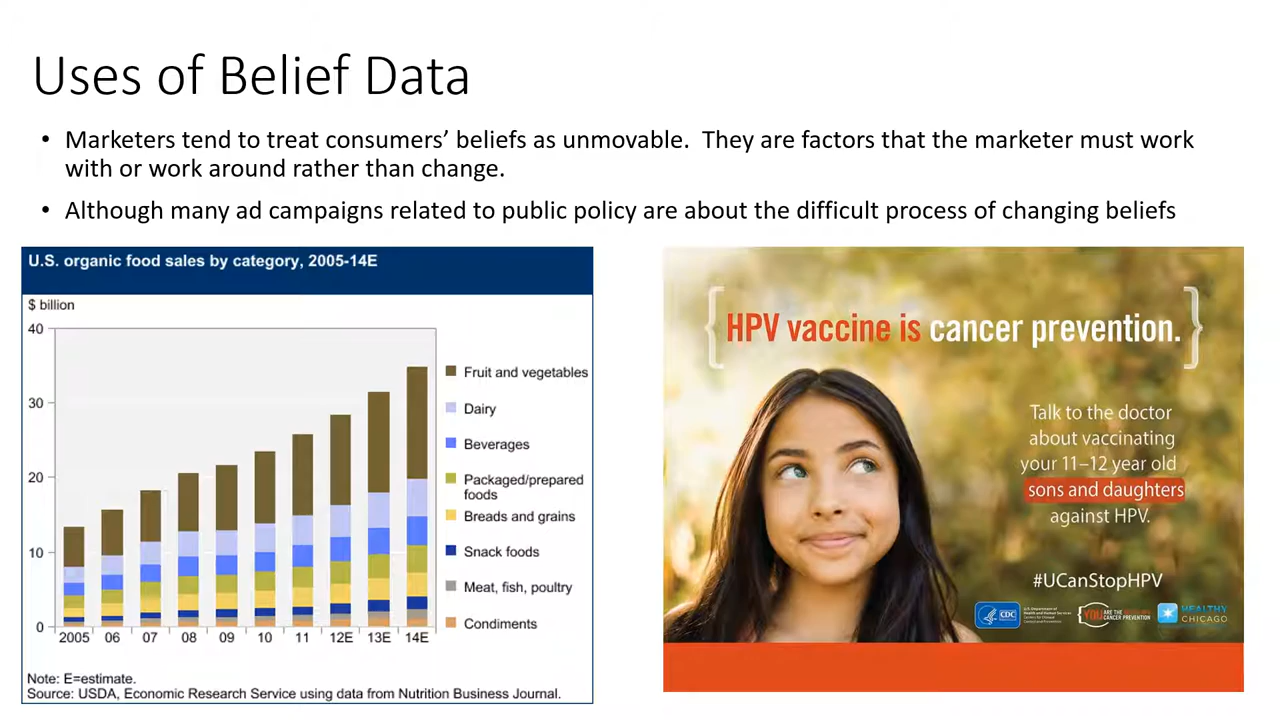 Uses of Belief Data
• Marketers tend to treat consumers’ beliefs as unmovable.  They are factors that the marketer must work
with or work around rather than change.
• Although many ad campaigns related to public policy are about the difficult process of changing beliefs
U.S. organic food sales by category, 2005-14E
$ billion
40
30
20
10
0
2005 06 07 08 09 10 11 12E 13E 14E
Fruit and vegetables
Dairy
Beverages
Packaged/prepared
foods
Breads and grains
Snack foods
Meat, fish, poultry
Condiments
Note: E=estimate.
Source: USDA, Economic Research Service using data from Nutrition Business Journal.
{HPV vaccine is cancer prevention.}
Talk to the doctor
about vaccinating
your 11–12 year old
sons and daughters
against HPV.
#UCanStopHPV
CDC
YOU ARE THE
CANCER PREVENTION
HEALTHY
CHICAGO